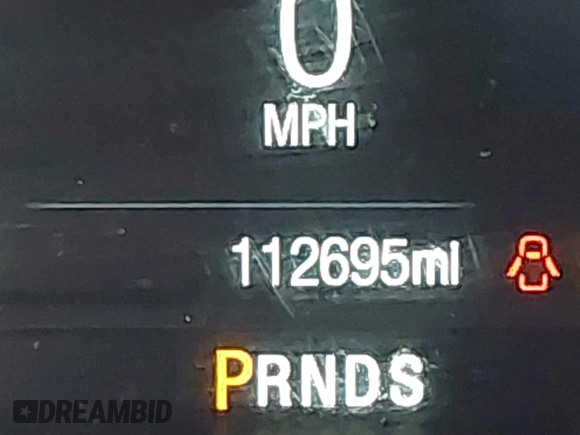 0
MPH
112695mi
PRNDS
DREAMBID